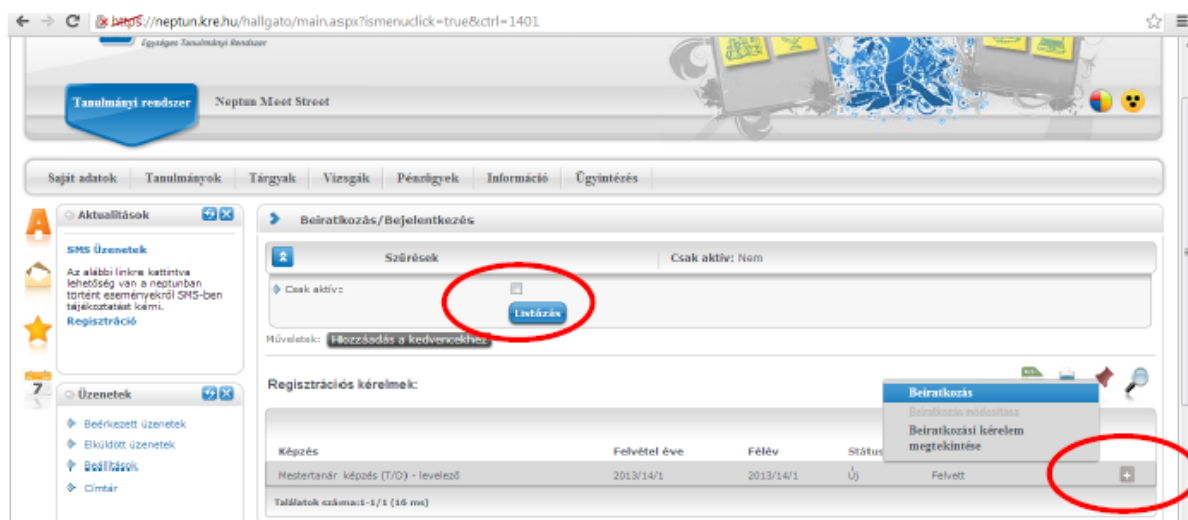 https://neptun.kre.hu/hallgato/main.aspx?ismenuclick=true&ctrl=1401
Egységes Tanulmányi Rendszer
Tanulmányi rendszer
Neptun Meet Street
Saját adatok Tanulmányok Tárgyak Vizsgák Pénzügyek Információ Ügyintézés
Aktualitások
SMS Üzenetek
Az alábbi linkre kattintva
lehetőség van a neptunban
történt eseményekről SMS-ben
tájékoztatást kérni.
Regisztráció
Üzenetek
Beérkezett üzenetek
Elküldött üzenetek
Beállítások
Címtár
7
Beiratkozás/Bejelentkezés
Szűrések Csak aktív: Nem
Csak aktív:
Listázás
Műveletek: Hozzáadás a kedvencekhez
Regisztrációs kérelmek:
Beiratkozás
Beiratkozás módosítása
Beiratkozási kérelem
megtekintése
Képzés Felvétel éve Félév Státus
Mestertanár képzés (T/D) - levelező 2013/14/1 2013/14/1 Új Felvett
Találatok száma:1-1/1 (16 ms)